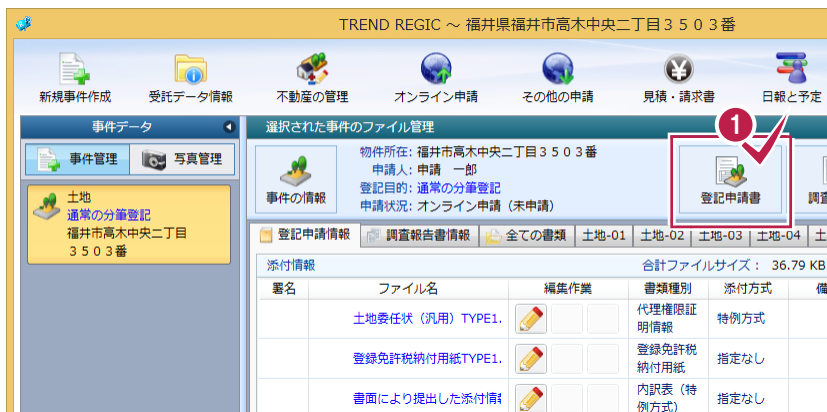 TREND REGIC ～ 福井県福井市高木中央二丁目３５０３番
新規事件作成 受託データ情報 不動産の管理 オンライン申請 その他の申請 見積・請求書 日報と予定
事件データ
選択された事件のファイル管理
1
事件管理 写真管理
事件の情報
物件所在: 福井市高木中央二丁目３５０３番
申請人: 申請 一郎
登記目的: 通常の分筆登記
申請状況: オンライン申請（未申請）
登記申請書
調査
土地
通常の分筆登記
福井市高木中央二丁目
３５０３番
登記申請情報 調査報告書情報 全ての書類 土地-01 土地-02 土地-03 土地-04 土
添付情報 合計ファイルサイズ： 36.79 KB
署名 ファイル名 編集作業 書類種別 添付方式 備
土地委任状（汎用）TYPE1. 代理権限証明情報 特例方式
登録免許税納付用紙TYPE1. 登録免許税納付用紙 指定なし
書面により提出した添付情 内訳表（特例方式） 指定なし